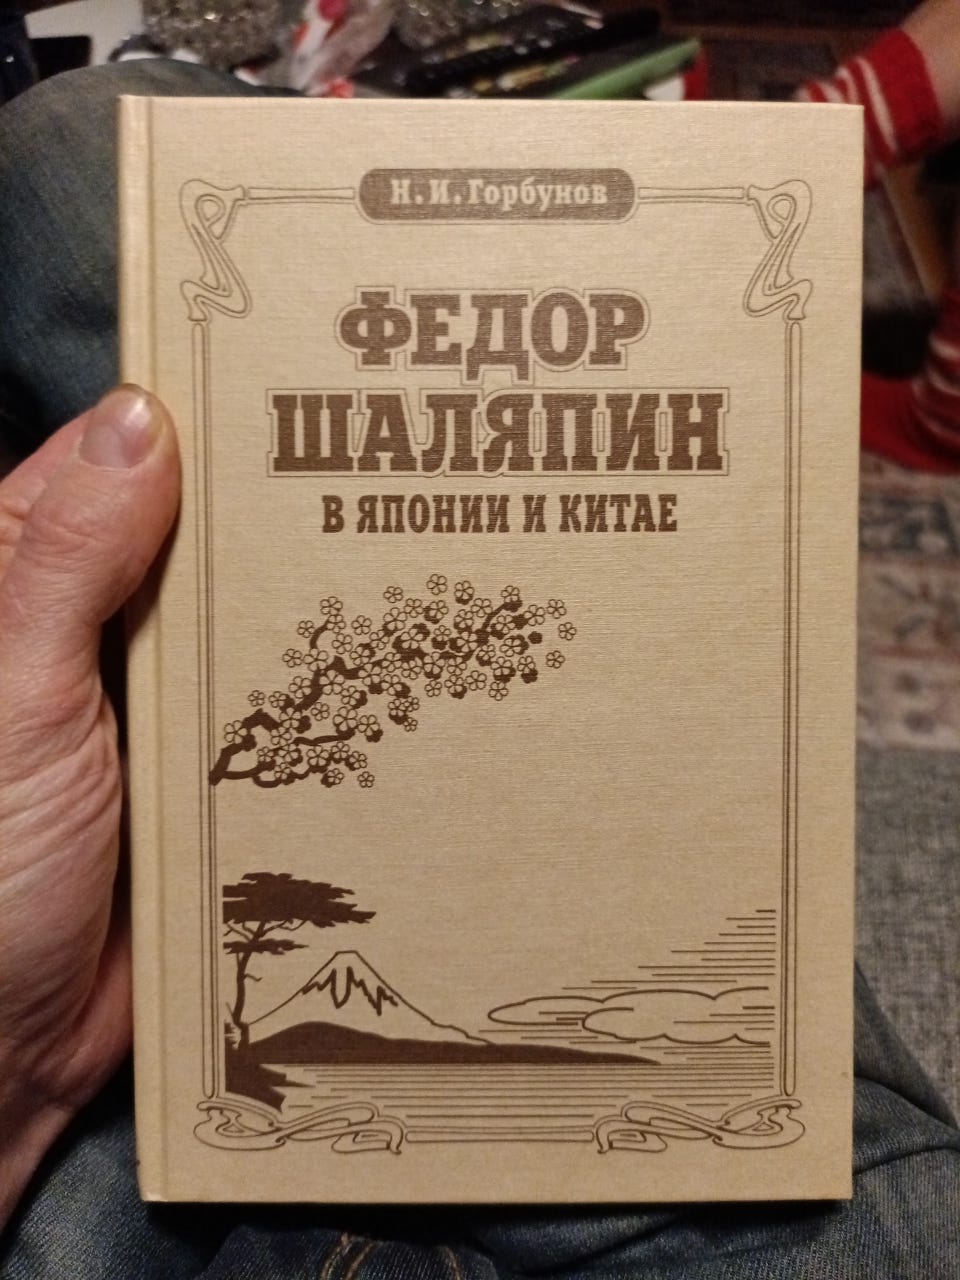 Н. И. Горбунов
ФЕДОР
ШАЛЯПИН
В ЯПОНИИ И КИТАЕ